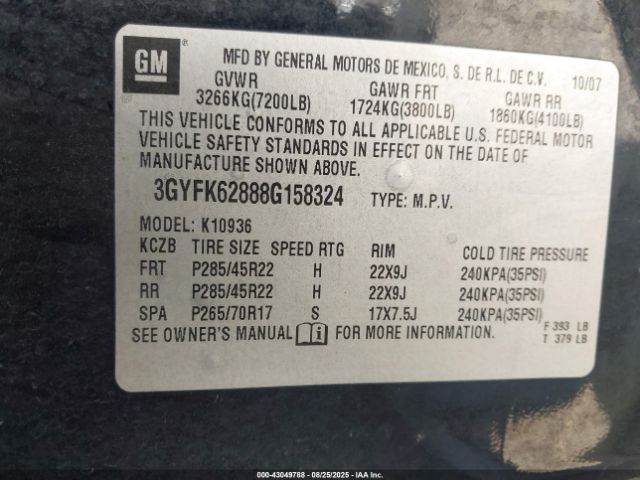 GM
MFD BY GENERAL MOTORS DE MEXICO, S. DE R.L. DE C.V. 10/07
GVWR GAWR FRT GAWR RR
3266KG(7200LB) 1724KG(3800LB) 1860KG(4100LB)
THIS VEHICLE CONFORMS TO ALL APPLICABLE U.S. FEDERAL MOTOR
VEHICLE SAFETY STANDARDS IN EFFECT ON THE DATE OF
MANUFACTURE SHOWN ABOVE.
3GYFK62888G158324 TYPE: M.P.V.
MODEL: K10936
KCZB TIRE SIZE SPEED RTG RIM COLD TIRE PRESSURE
FRT P285/45R22 H 22X9J 240KPA(35PSI)
RR P285/45R22 H 22X9J 240KPA(35PSI)
SPA P265/70R17 S 17X7.5J 240KPA(35PSI)
SEE OWNER'S MANUAL FOR MORE INFORMATION.
F 393 LB
T 379 LB
000-43049788 - 08/25/2025 - IAA Inc.